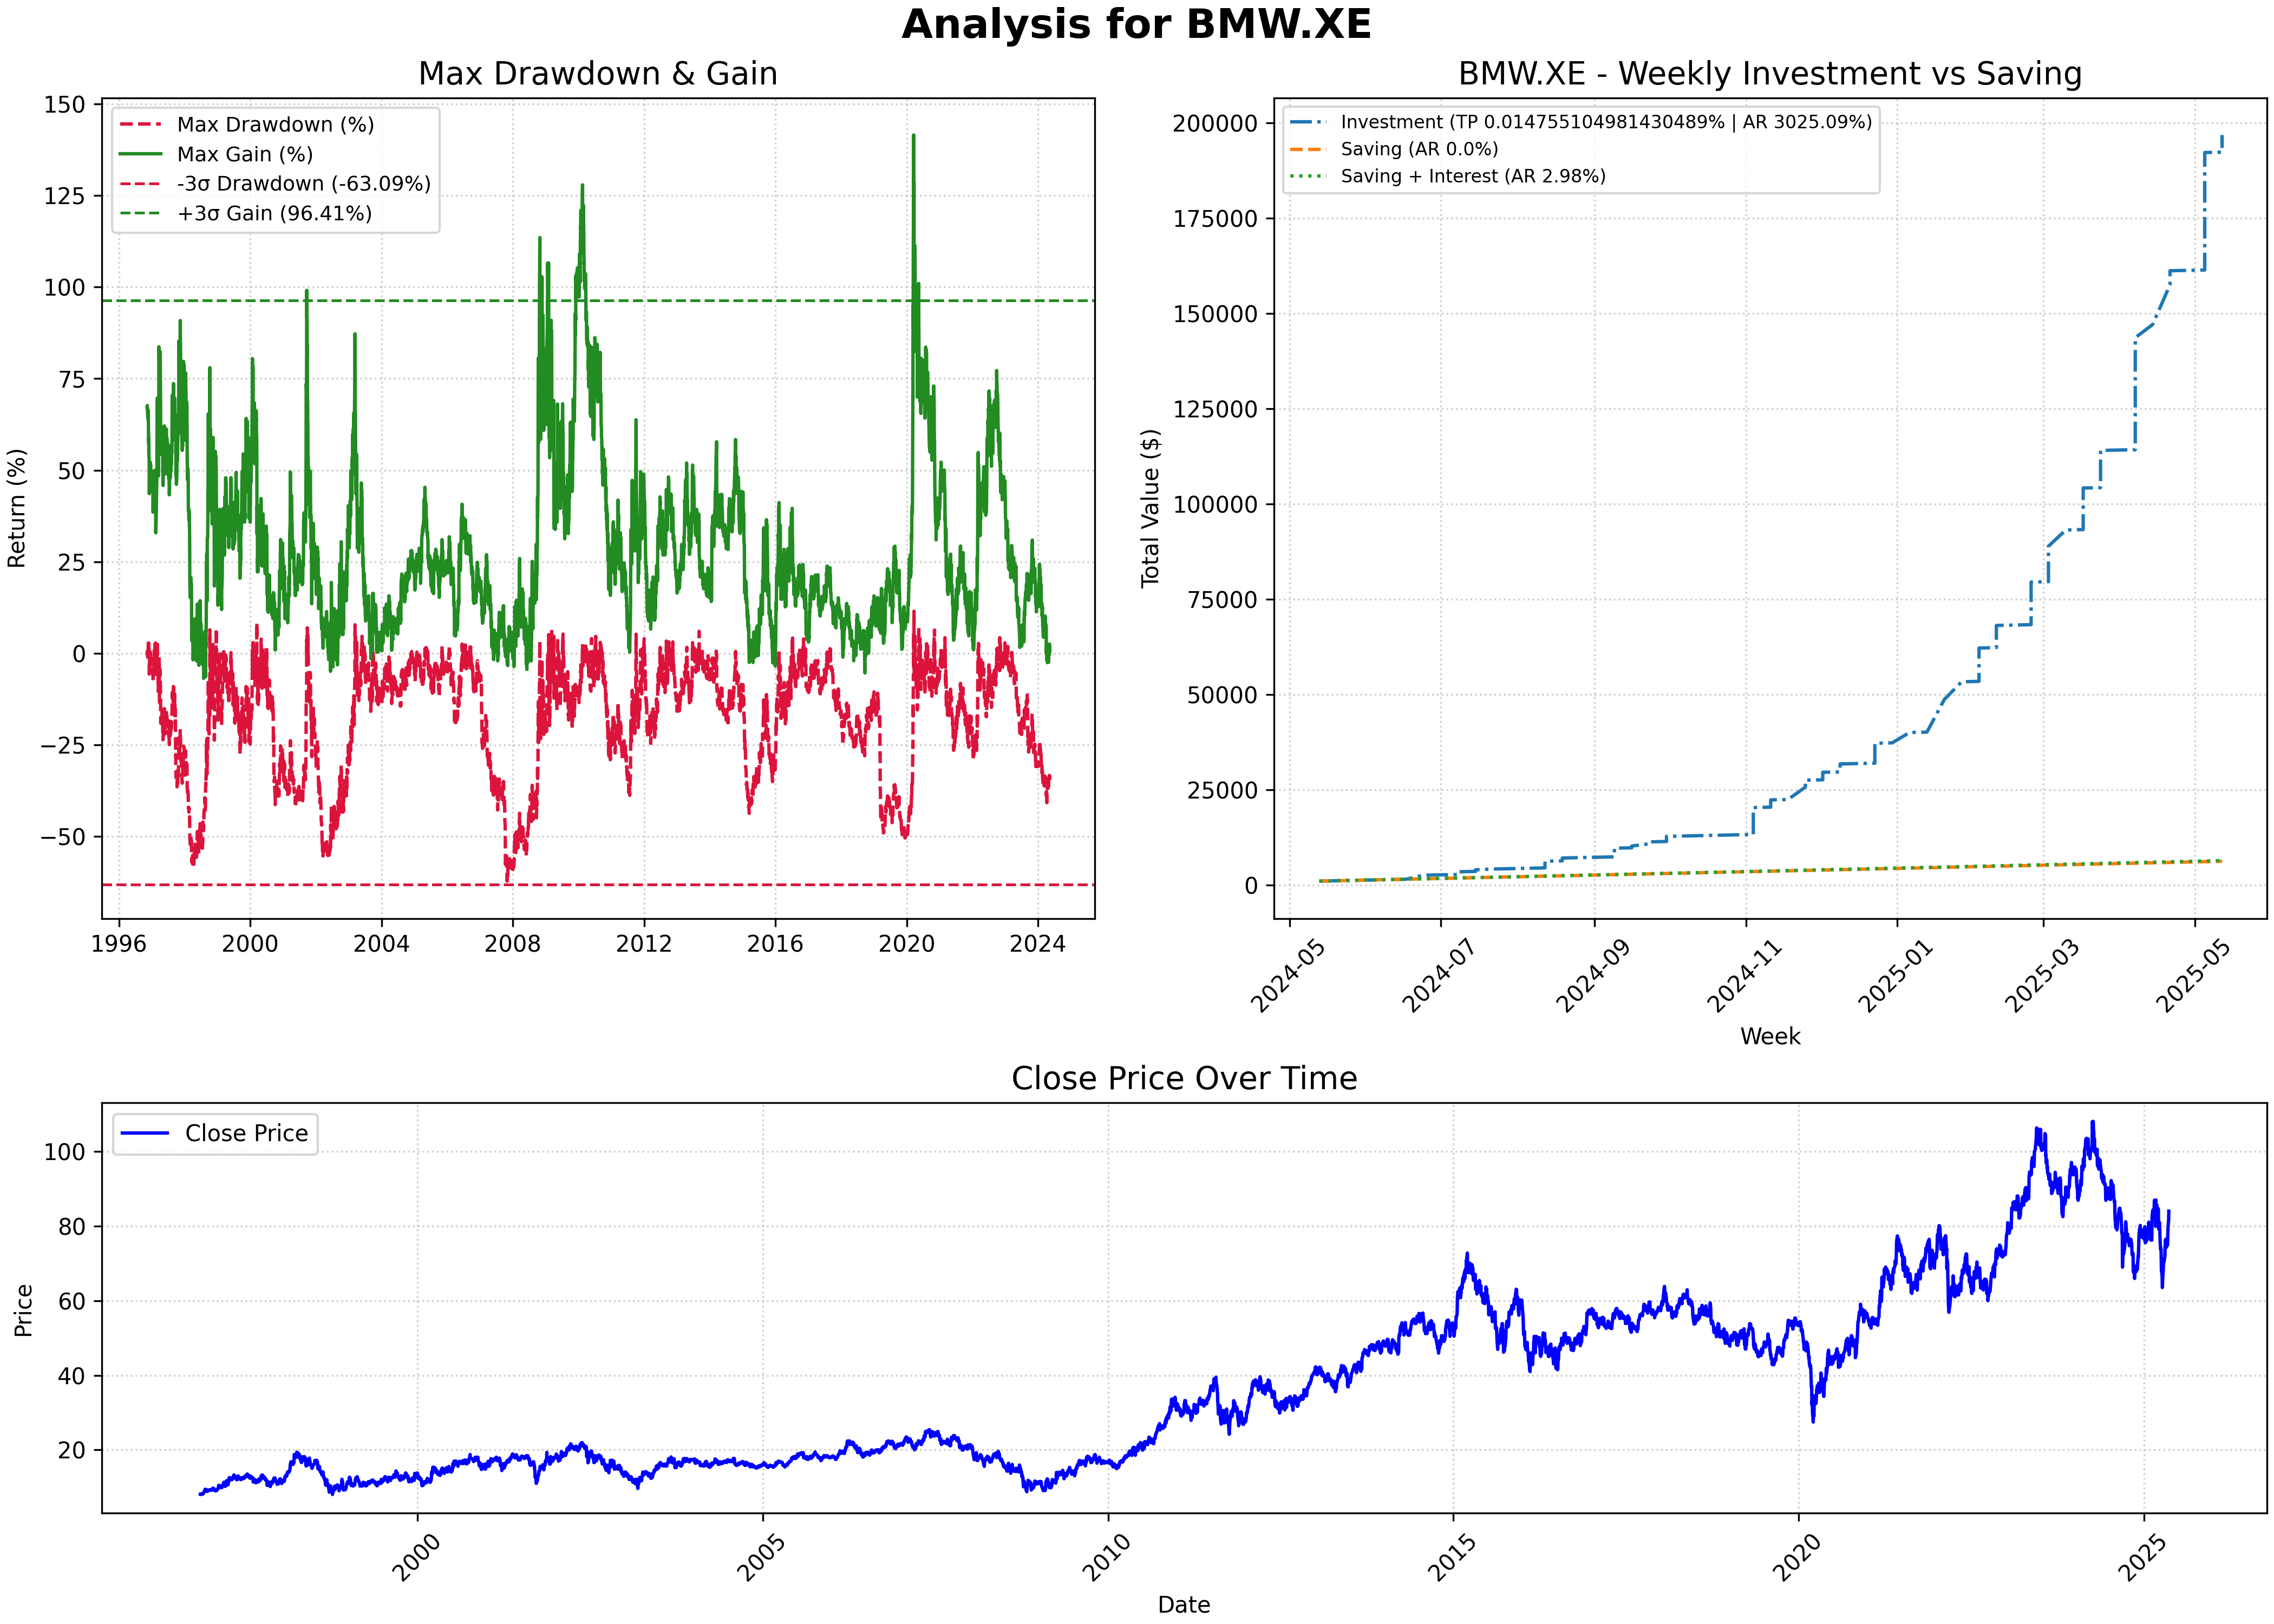 Analysis for BMW.XE
Max Drawdown & Gain
Max Drawdown (%)
Max Gain (%)
-3σ Drawdown (-63.09%)
+3σ Gain (96.41%)
Return (%)
150
125
100
75
50
25
0
−25
−50
1996
2000
2004
2008
2012
2016
2020
2024
BMW.XE - Weekly Investment vs Saving
Investment (TP 0.014755104981430489% | AR 3025.09%)
Saving (AR 0.0%)
Saving + Interest (AR 2.98%)
Total Value ($)
200000
175000
150000
125000
100000
75000
50000
25000
0
2024-05
2024-07
2024-09
2024-11
2025-01
2025-03
2025-05
Week
Close Price Over Time
Close Price
Price
100
80
60
40
20
2000
2005
2010
2015
2020
2025
Date